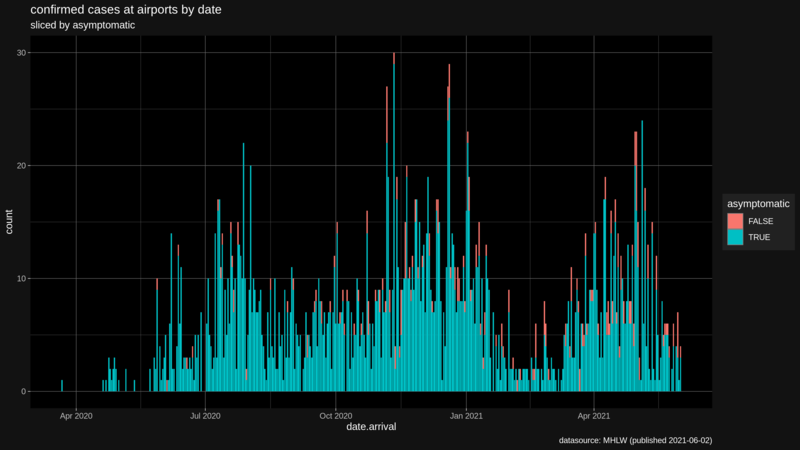 confirmed cases at airports by date
sliced by asymptomatic
30
20
10
0
count
Apr 2020
Jul 2020
Oct 2020
Jan 2021
Apr 2021
date.arrival
asymptomatic
FALSE
TRUE
datasource: MHLW (published 2021-06-02)